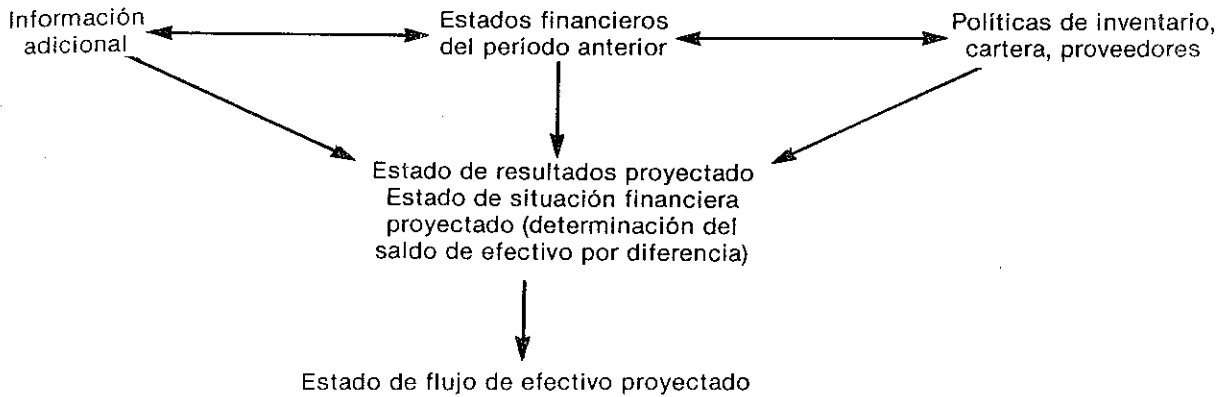 Información
adicional
Estados financieros
del período anterior
Políticas de inventario,
cartera, proveedores
Estado de resultados proyectado
Estado de situación financiera
proyectado (determinación del
saldo de efectivo por diferencia)
Estado de flujo de efectivo proyectado